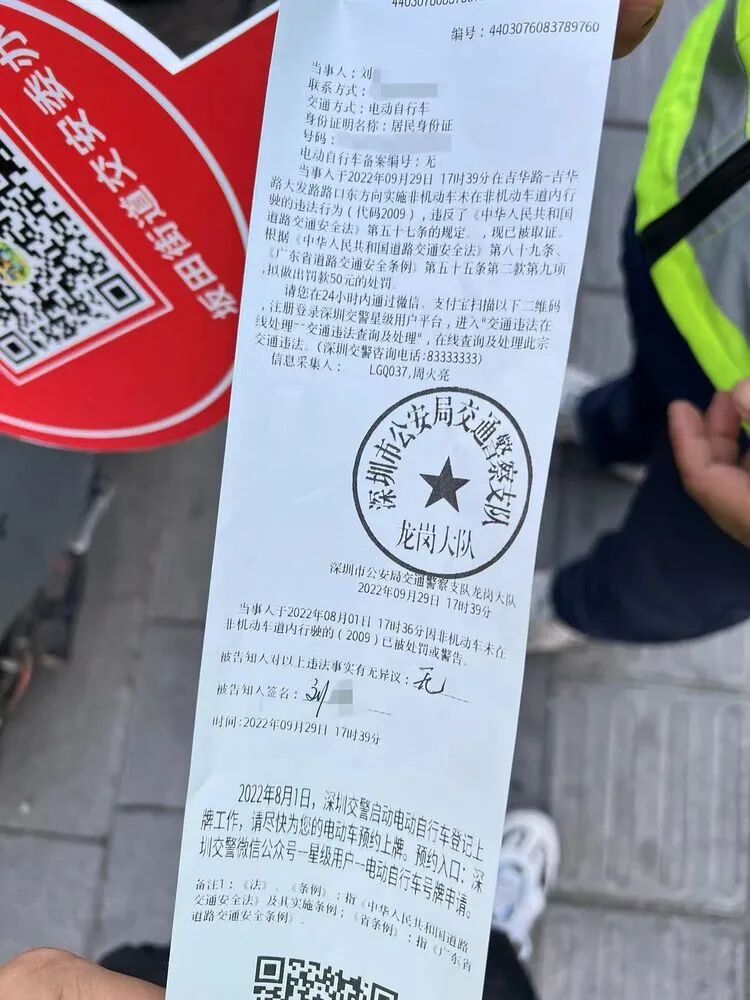 4403076083789760
编号：4403076083789760
当事人：刘
联系方式：
交通方式：电动自行车
身份证明名称：居民身份证
号码：
电动自行车备案编号：无
当事人于2022年09月29日 17时39分在吉华路-吉华
路大发路路口东方向实施非机动车未在非机动车道内行
驶的违法行为（代码2009），违反了《中华人民共和国
道路交通安全法》第五十七条的规定。,现已被取证。
根据《中华人民共和国道路交通安全法》第八十九条、
《广东省道路交通安全条例》第五十五条第二款第九项
,拟做出罚款50元的处罚。
请您在24小时内通过微信、支付宝扫描以下二维码
,注册登录深圳交警星级用户平台，进入"交通违法在
线处理--交通违法查询及处理"，在线查询及处理此宗
交通违法。(深圳交警咨询电话:83333333)
信息采集人： LGQ037,周火亮
深圳市公安局交通警察支队
龙岗大队
深圳市公安局交通警察支队龙岗大队
2022年09月29日 17时39分
当事人于2022年08月01日 17时36分因非机动车未在
非机动车道内行驶的(2009)已被处罚或警告。
被告知人对以上违法事实有无异议：无
被告知人签名：刘
时间:2022年09月29日 17时39分
2022年8月1日，深圳交警启动电动自行车登记上
牌工作，请尽快为您的电动车预约上牌。预约入口：深
圳交警微信公众号—星级用户—电动自行车号牌申请。
备注1：《法》、《条例》：指《中华人民共和国道路
交通安全法》及其实施条例；《省条例》：指《广东省
道路交通安全条例》.
坂田街道交安委办